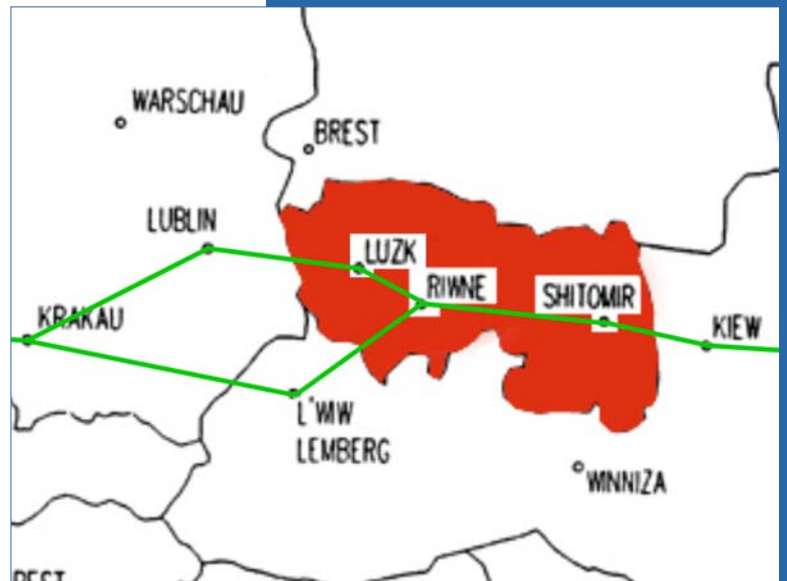 WARSCHAU
BREST
LUBLIN
LUZK
RIWNE
SHITOMIR
KRAKAU
KIEW
L'WIW
LEMBERG
WINNIZA